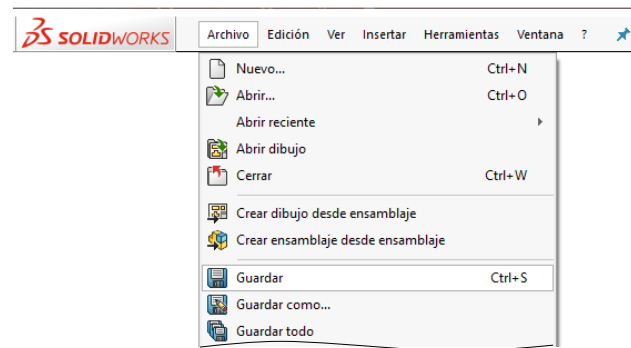 SOLIDWORKS Archivo Edición Ver Insertar Herramientas Ventana ?
Nuevo... Ctrl+N
Abrir... Ctrl+O
Abrir reciente
Abrir dibujo
Cerrar Ctrl+W
Crear dibujo desde ensamblaje
Crear ensamblaje desde ensamblaje
Guardar Ctrl+S
Guardar como...
Guardar todo